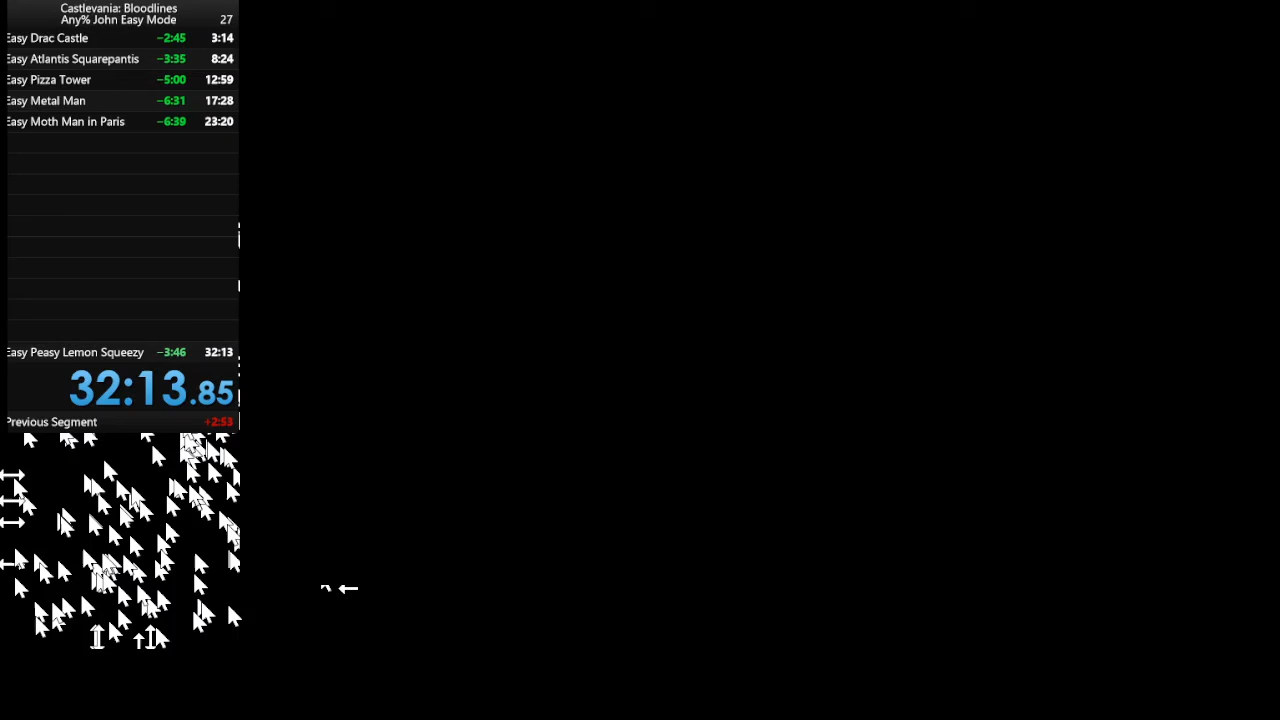 Castlevania: Bloodlines
Any% John Easy Mode 27
Easy Drac Castle −2:45 3:14
Easy Atlantis Squarepantis −3:35 8:24
Easy Pizza Tower −5:00 12:59
Easy Metal Man −6:31 17:28
Easy Moth Man in Paris −6:39 23:20
Easy Peasy Lemon Squeezy −3:46 32:13
32:13.85
Previous Segment +2:53